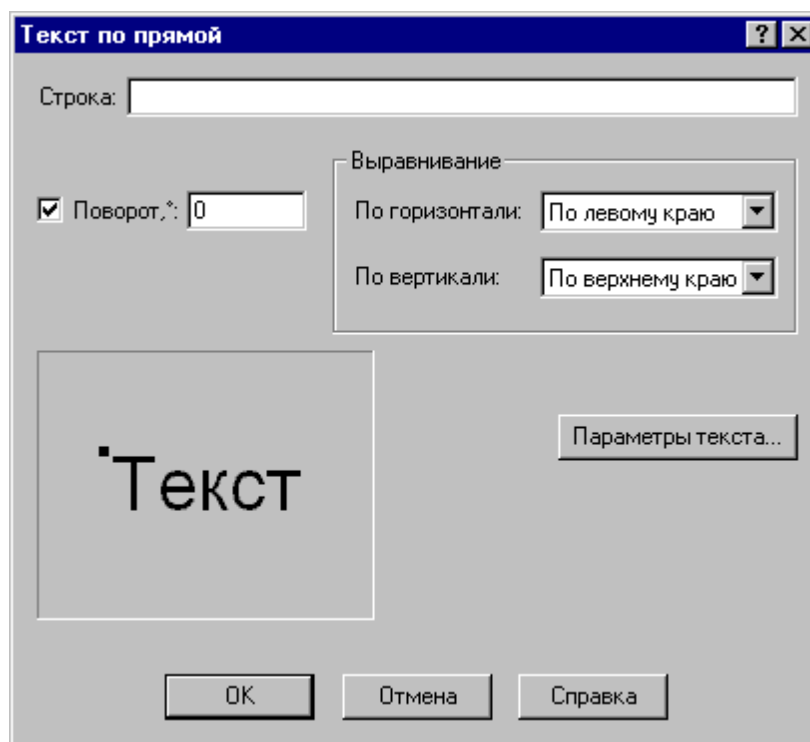 Текст по прямой
Строка:
Выравнивание
Поворот,°: 0
По горизонтали: По левому краю
По вертикали: По верхнему краю
Текст
Параметры текста...
OK Отмена Справка